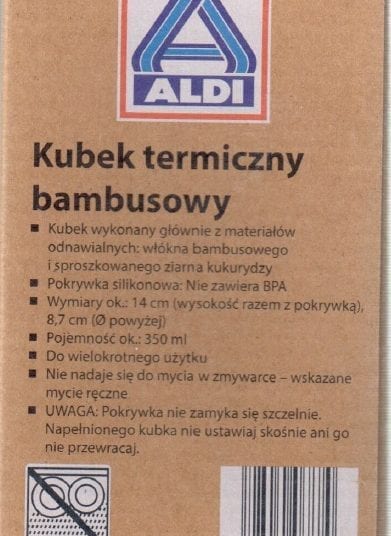 ALDI
Kubek termiczny
bambusowy
▪ Kubek wykonany głównie z materiałów
odnawialnych: włókna bambusowego
i sproszkowanego ziarna kukurydzy
▪ Pokrywka silikonowa: Nie zawiera BPA
▪ Wymiary ok.: 14 cm (wysokość razem z pokrywką),
8,7 cm (Ø powyżej)
▪ Pojemność ok.: 350 ml
▪ Do wielokrotnego użytku
▪ Nie nadaje się do mycia w zmywarce – wskazane
mycie ręczne
▪ UWAGA: Pokrywka nie zamyka się szczelnie.
Napełnionego kubka nie ustawiaj skośnie ani go
nie przewracaj.